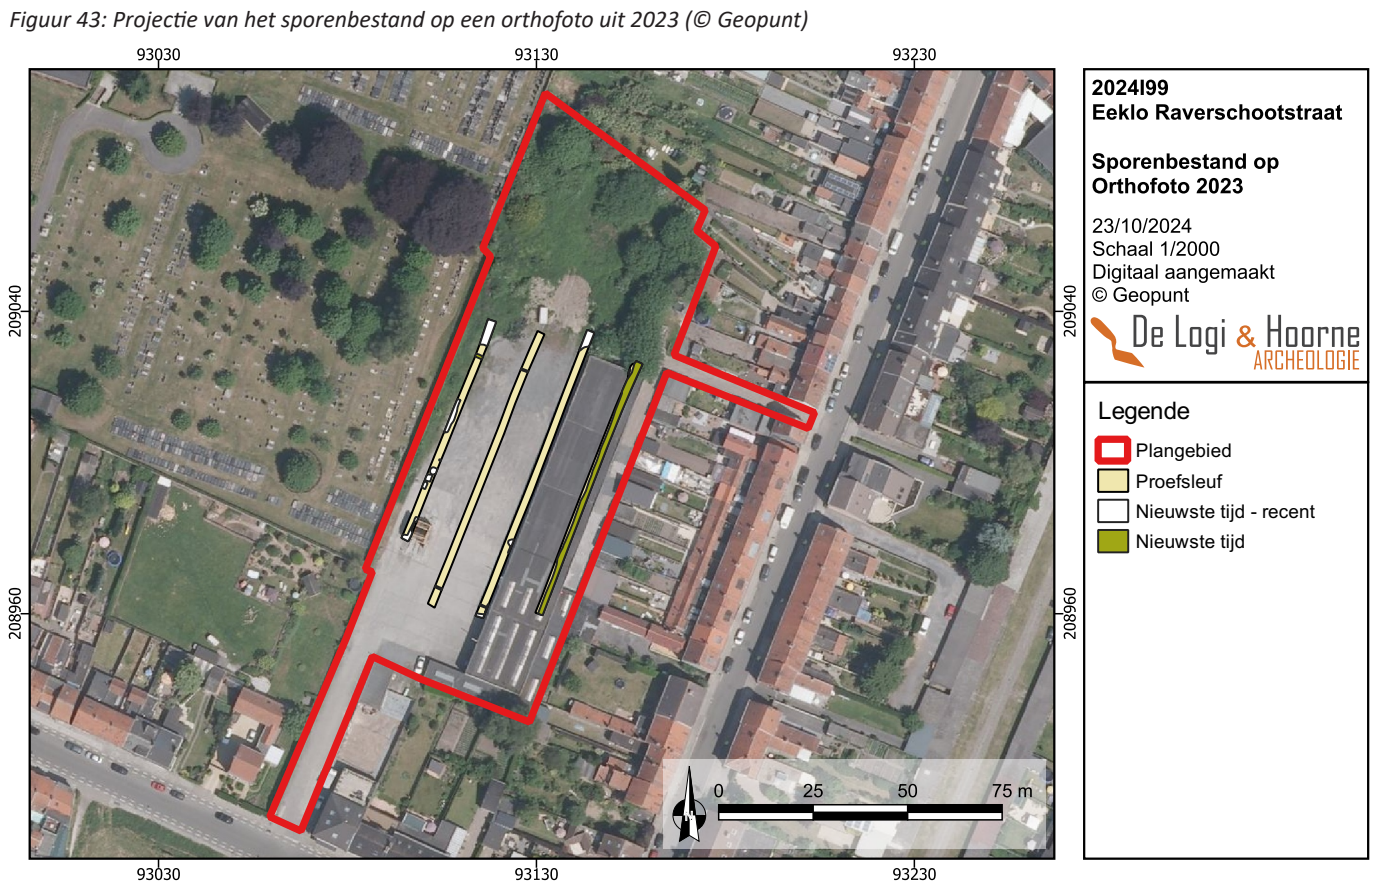 Figuur 43: Projectie van het sporenbestand op een orthofoto uit 2023 (© Geopunt)
93030
93130
93230
209040
208960
209040
208960
93030
93130
93230
N
0
25
50
75 m
2024I99
Eeklo Raverschootstraat
Sporenbestand op
Orthofoto 2023
23/10/2024
Schaal 1/2000
Digitaal aangemaakt
© Geopunt
De Logi & Hoorne
ARCHEOLOGIE
Legende
Plangebied
Proefsleuf
Nieuwste tijd - recent
Nieuwste tijd